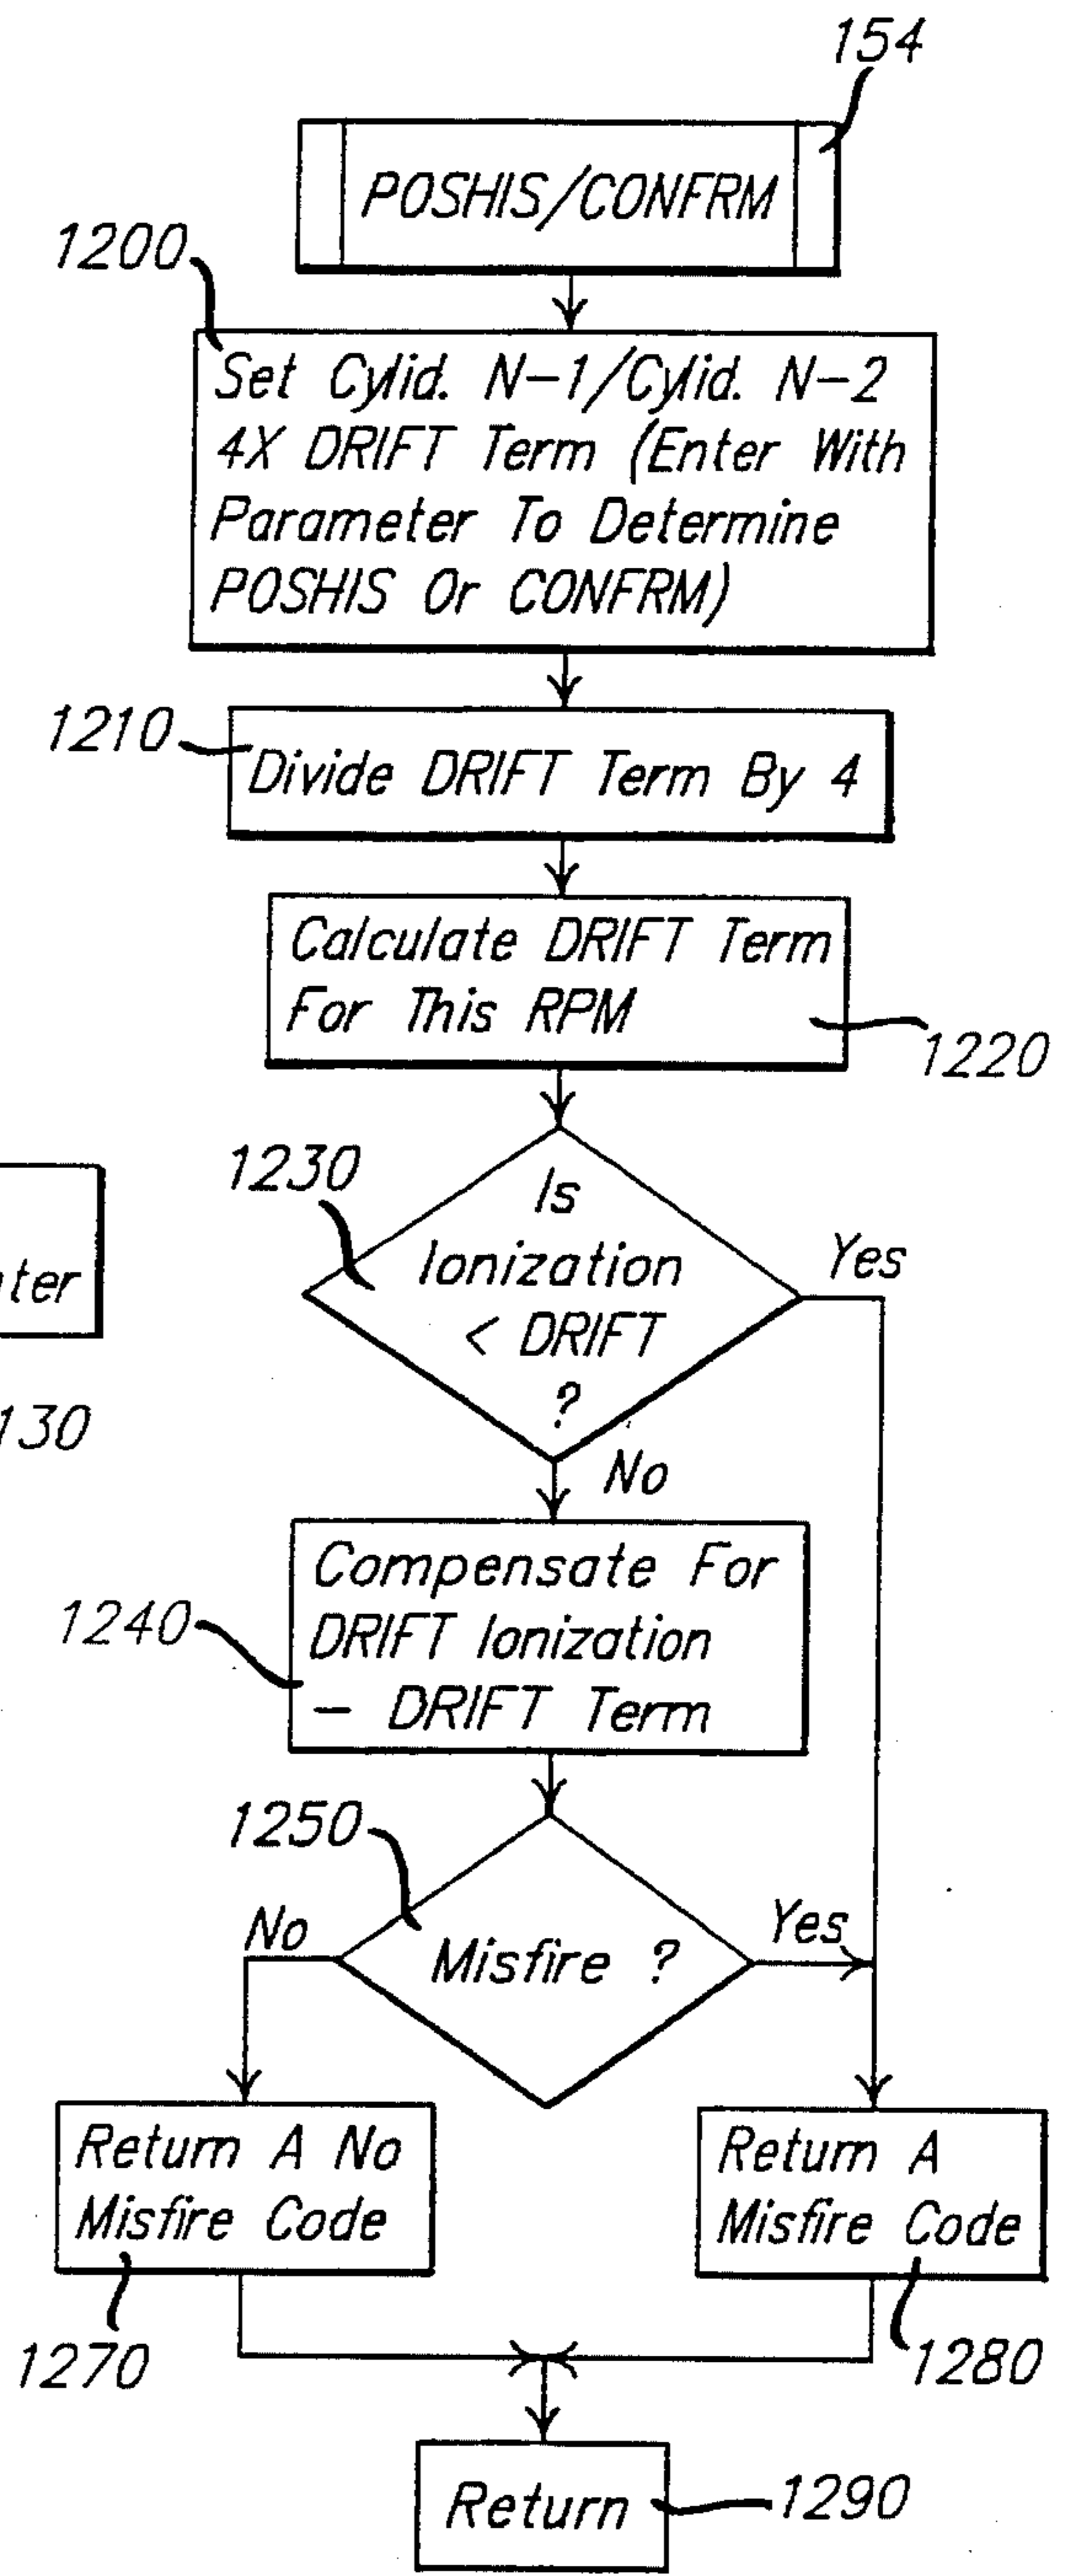 154
POSHIS/CONFRM
1200
Set Cylid. N-1/Cylid. N-2
4X DRIFT Term (Enter With
Parameter To Determine
POSHIS Or CONFRM)
1210
Divide DRIFT Term By 4
Calculate DRIFT Term
For This RPM
1220
1230
Is
Ionization
< DRIFT
?
Yes
No
nter
130
1240
Compensate For
DRIFT Ionization
- DRIFT Term
1250
Misfire ?
No
Yes
Return A No
Misfire Code
1270
Return A
Misfire Code
1280
Return
1290